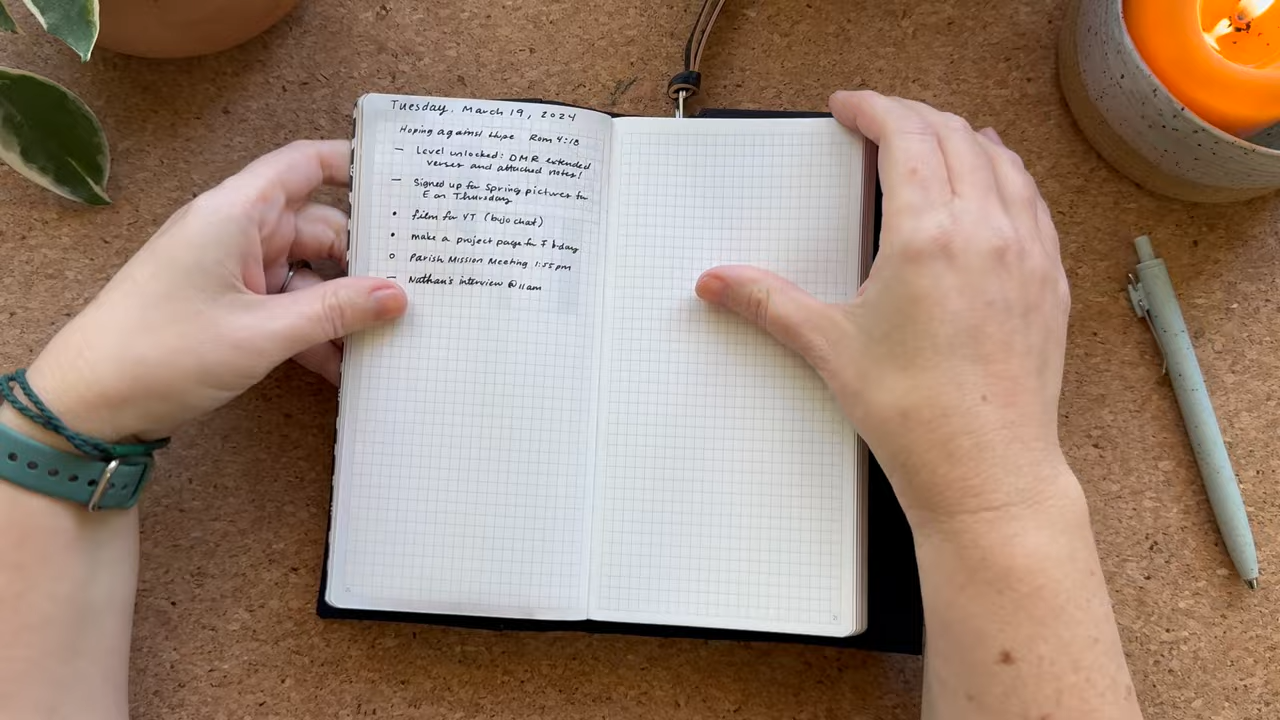 Tuesday, March 19, 2024
Hoping against Hope Rom 4:18
– Level unlocked: DMR extended
verses and attached notes!
– Signed up for Spring pictures for
E on Thursday
• film for YT (bujo chat)
• make a project page for F b-day
○ Parish Mission Meeting 1:55pm
– Nathan's interview @ 11am